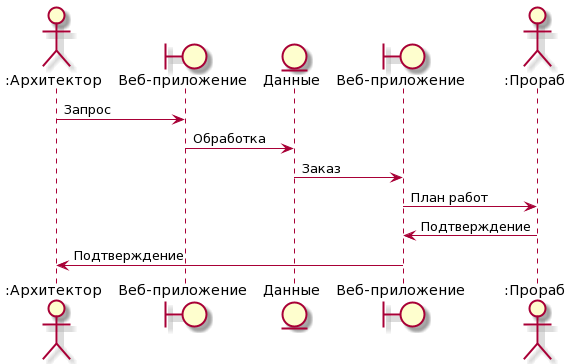 :Архитектор Веб-приложение Данные Веб-приложение :Прораб
Запрос
Обработка
Заказ
План работ
Подтверждение
Подтверждение
:Архитектор Веб-приложение Данные Веб-приложение :Прораб